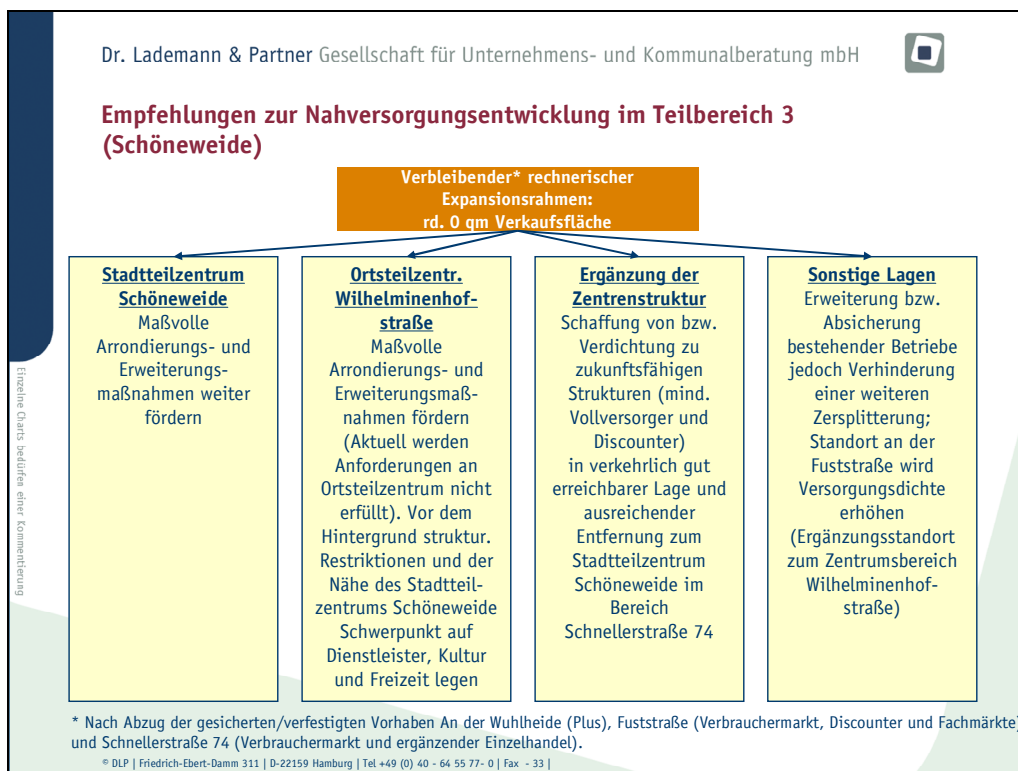 Dr. Lademann & Partner Gesellschaft für Unternehmens- und Kommunalberatung mbH
Empfehlungen zur Nahversorgungsentwicklung im Teilbereich 3
(Schöneweide)
Verbleibender* rechnerischer
Expansionsrahmen:
rd. 0 qm Verkaufsfläche
Stadtteilzentrum
Schöneweide
Maßvolle
Arrondierungs- und
Erweiterungs-
maßnahmen weiter
fördern
Ortsteilzentr.
Wilhelminenhof-
straße
Maßvolle
Arrondierungs- und
Erweiterungsmaß-
nahmen fördern
(Aktuell werden
Anforderungen an
Ortsteilzentrum nicht
erfüllt). Vor dem
Hintergrund struktur.
Restriktionen und der
Nähe des Stadtteil-
zentrums Schöneweide
Schwerpunkt auf
Dienstleister, Kultur
und Freizeit legen
Ergänzung der
Zentrenstruktur
Schaffung von bzw.
Verdichtung zu
zukunftsfähigen
Strukturen (mind.
Vollversorger und
Discounter)
in verkehrlich gut
erreichbarer Lage und
ausreichender
Entfernung zum
Stadtteilzentrum
Schöneweide im
Bereich
Schnellerstraße 74
Sonstige Lagen
Erweiterung bzw.
Absicherung
bestehender Betriebe
jedoch Verhinderung
einer weiteren
Zersplitterung;
Standort an der
Fuststraße wird
Versorgungsdichte
erhöhen
(Ergänzungsstandort
zum Zentrumsbereich
Wilhelminenhof-
straße)
Einzelne Charts bedürfen einer Kommentierung
* Nach Abzug der gesicherten/verfestigten Vorhaben An der Wuhlheide (Plus), Fuststraße (Verbrauchermarkt, Discounter und Fachmärkte)
und Schnellerstraße 74 (Verbrauchermarkt und ergänzender Einzelhandel).
© DLP | Friedrich-Ebert-Damm 311 | D-22159 Hamburg | Tel +49 (0) 40 - 64 55 77- 0 | Fax - 33 |